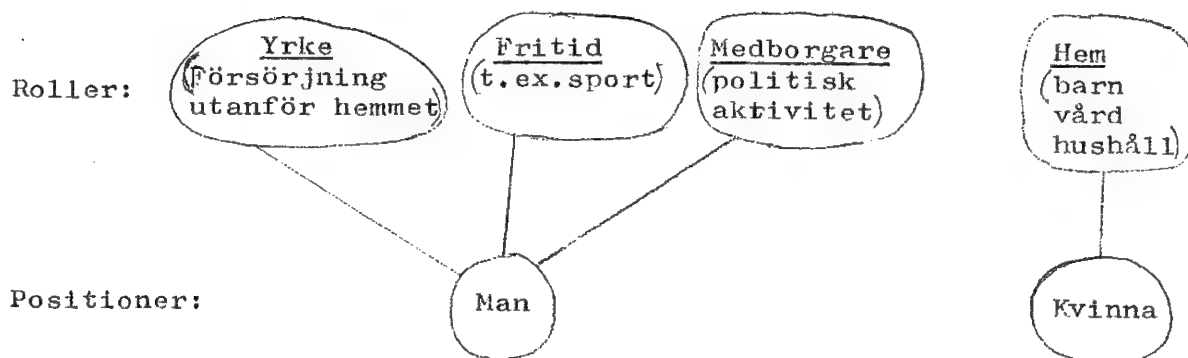 Roller:
Yrke
(Försörjning
utanför hemmet)
Fritid
(t.ex.sport)
Medborgare
(politisk
aktivitet)
Hem
(barn
vård
hushåll)
Positioner:
Man
Kvinna